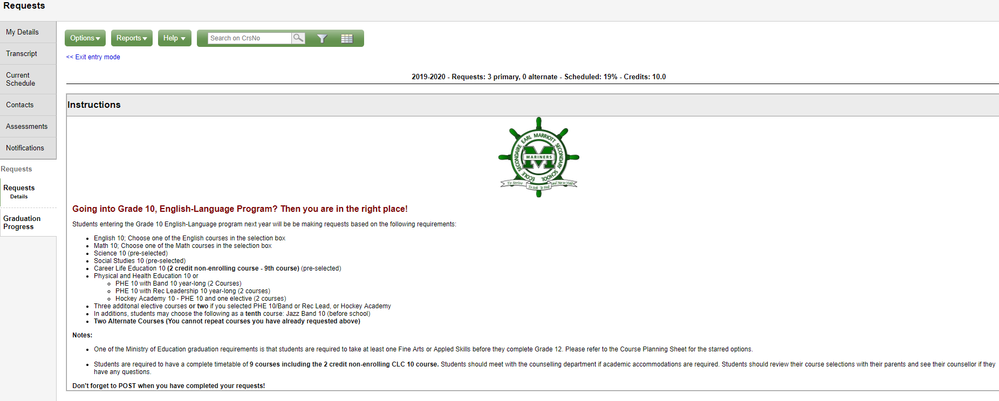 Requests
My Details
Transcript
Current
Schedule
Contacts
Assessments
Notifications
Requests
Requests
Details
Graduation
Progress
Options
Reports
Help
Search on CrsNo
<< Exit entry mode
2019-2020 - Requests: 3 primary, 0 alternate - Scheduled: 19% - Credits: 10.0
Instructions
ECOLE SECONDAIRE EARL MARRIOTT SECONDARY SCHOOL
M
MARINERS
To Strive To Seek To Find and Not to Yield
Going into Grade 10, English-Language Program? Then you are in the right place!
Students entering the Grade 10 English-Language program next year will be be making requests based on the following requirements:
• English 10; Choose one of the English courses in the selection box
• Math 10; Choose one of the Math courses in the selection box
• Science 10 (pre-selected)
• Social Studies 10 (pre-selected)
• Career Life Education 10 (2 credit non-enrolling course - 9th course) (pre-selected)
• Physical and Health Education 10 or
◦ PHE 10 with Band 10 year-long (2 Courses)
◦ PHE 10 with Rec Leadership 10 year-long (2 courses)
◦ Hockey Academy 10 - PHE 10 and one elective (2 courses)
• Three additonal elective courses or two if you selected PHE 10/Band or Rec Lead, or Hockey Academy
• In additions, students may choose the following as a tenth course: Jazz Band 10 (before school)
• Two Alternate Courses (You cannot repeat courses you have already requested above)
Notes:
• One of the Ministry of Education graduation requirements is that students are required to take at least one Fine Arts or Appled Skills before they complete Grade 12. Please refer to the Course Planning Sheet for the starred options.
• Students are required to have a complete timetable of 9 courses including the 2 credit non-enrolling CLC 10 course. Students should meet with the counselling department if academic accommodations are required. Students should review their course selections with their parents and see their counsellor if they
have any questions.
Don't forget to POST when you have completed your requests!